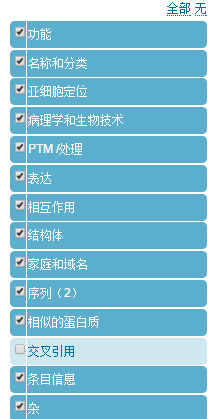 全部 无
功能
名称和分类
亚细胞定位
病理学和生物技术
PTM /处理
表达
相互作用
结构体
家庭和域名
序列（2）
相似的蛋白质
交叉引用
条目信息
杂